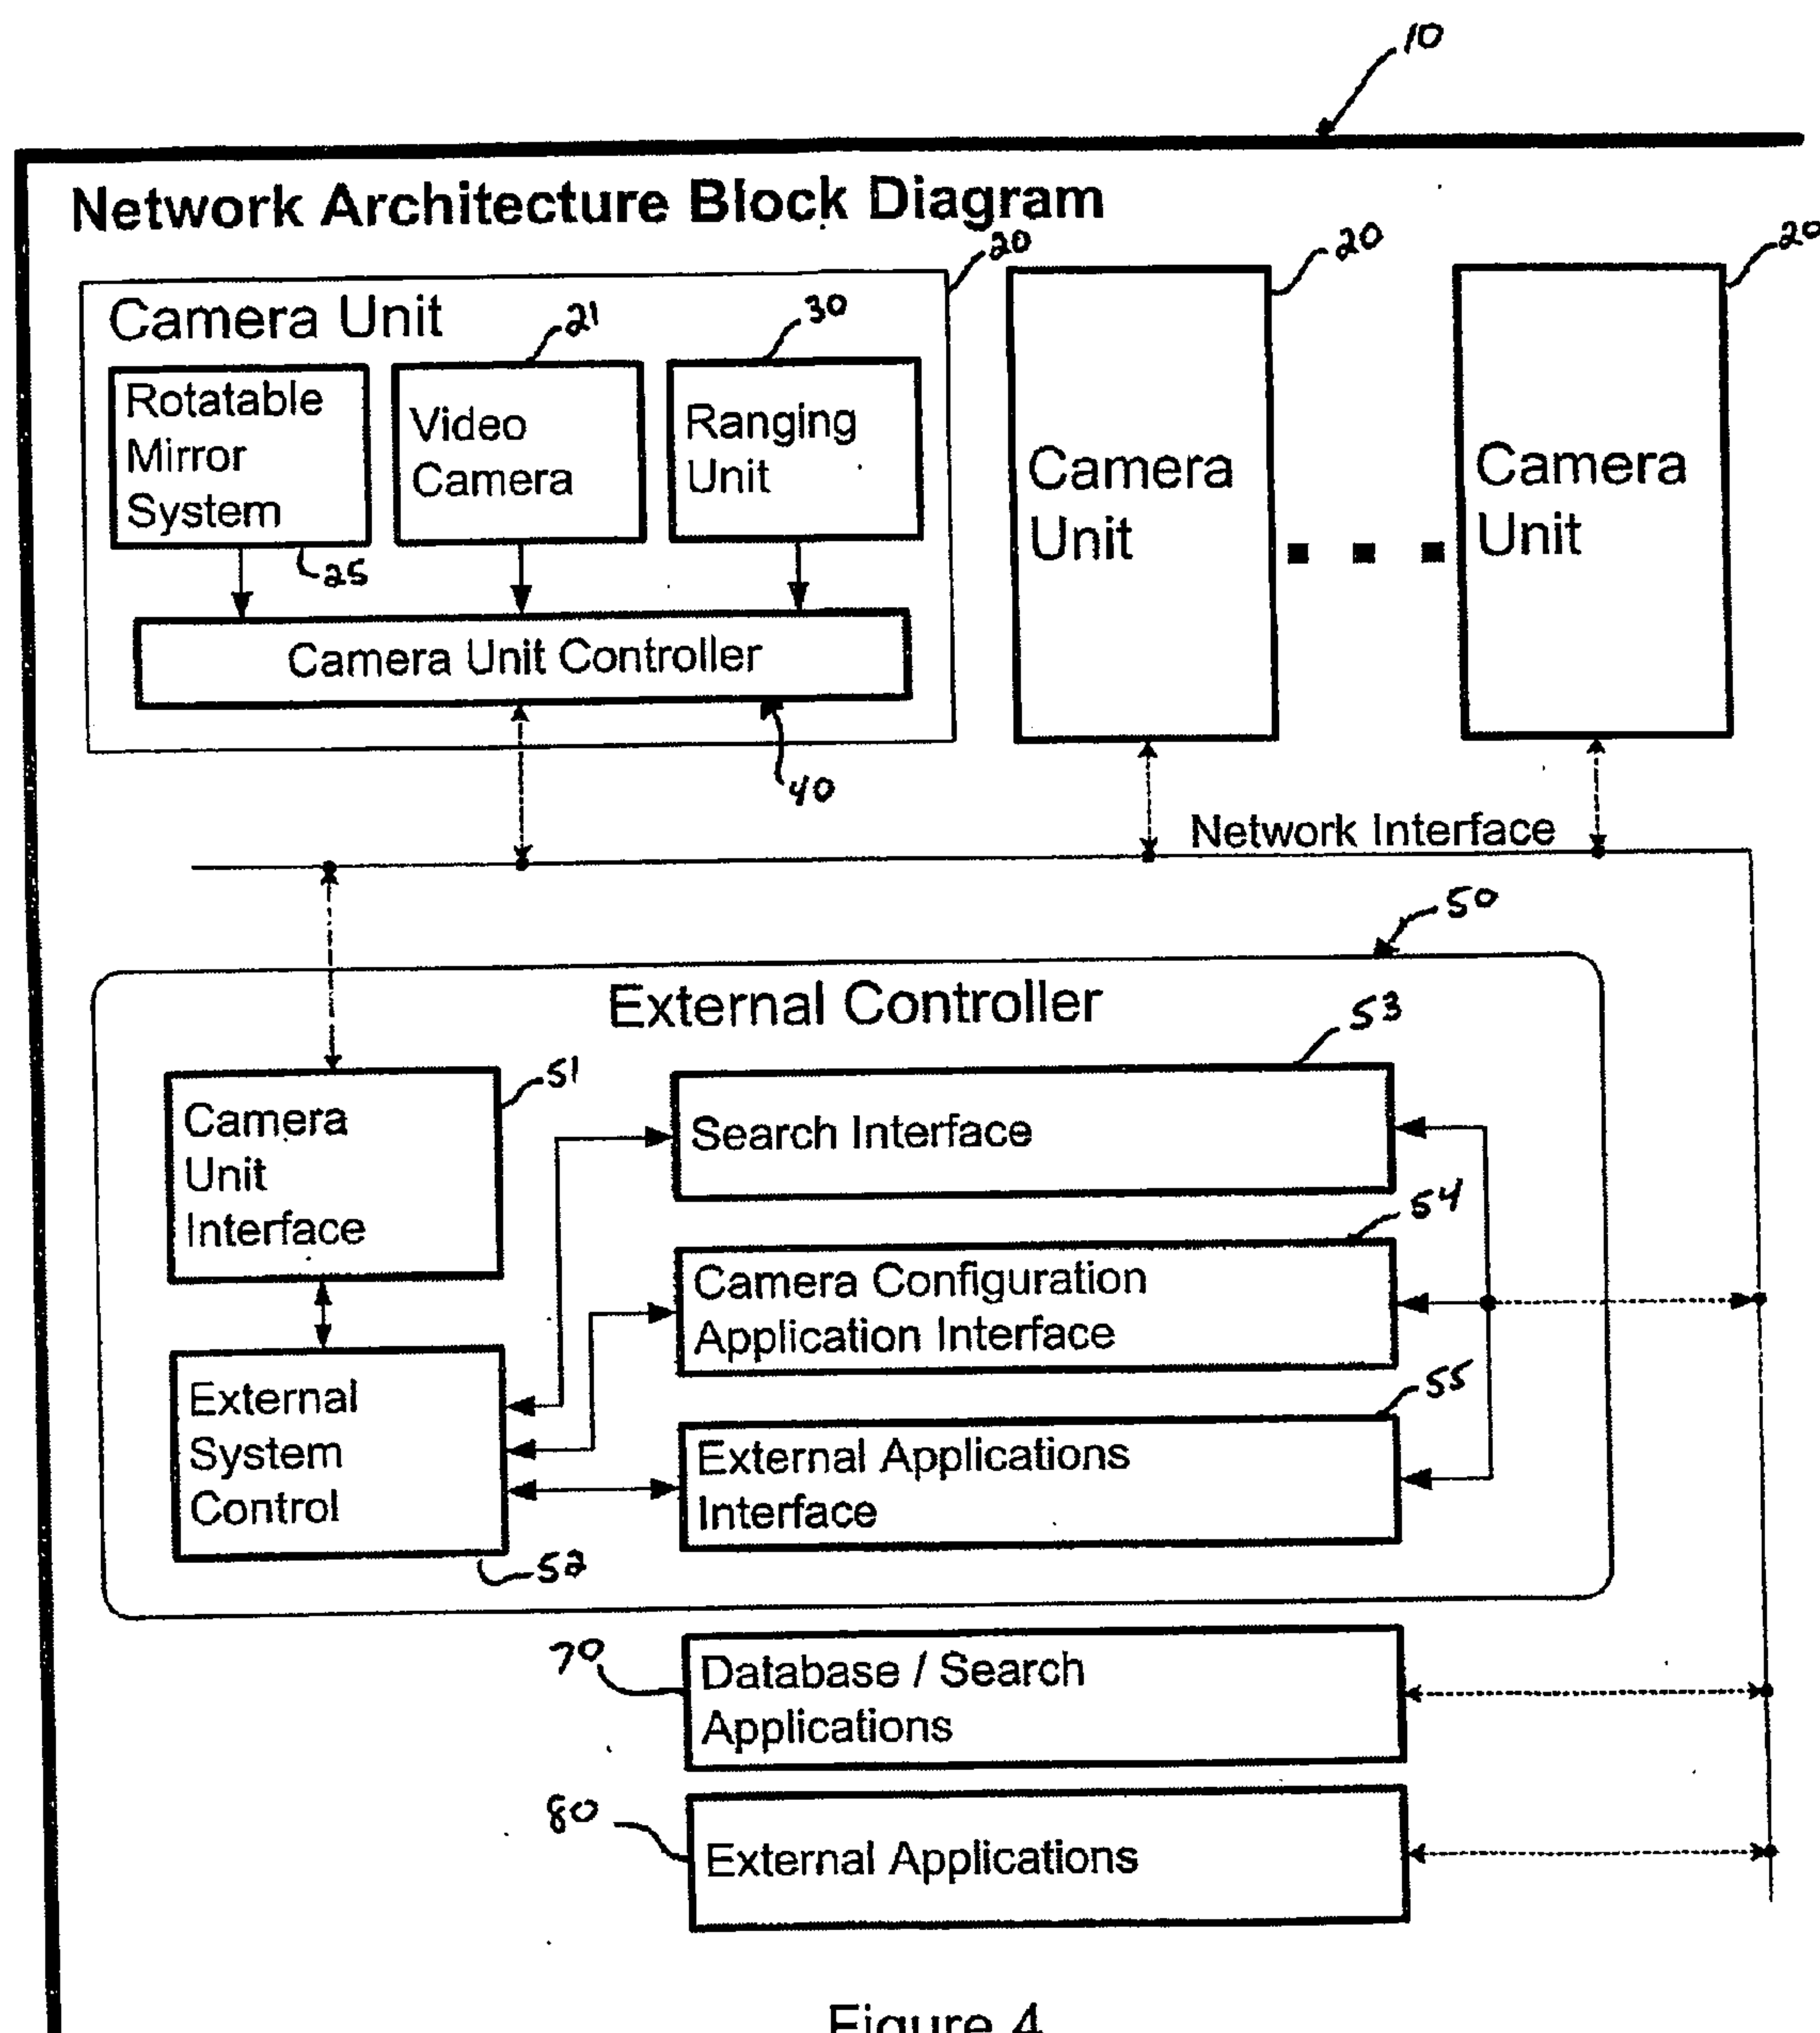 10
Network Architecture Block Diagram
20
20
20
Camera Unit
21
30
Rotatable
Mirror
System
Video
Camera
Ranging
Unit
Camera
Unit
Camera
Unit
25
Camera Unit Controller
40
Network Interface
50
External Controller
53
51
Camera
Unit
Interface
Search Interface
54
Camera Configuration
Application Interface
55
External
System
Control
External Applications
Interface
52
70
Database / Search
Applications
80
External Applications
Figure 4